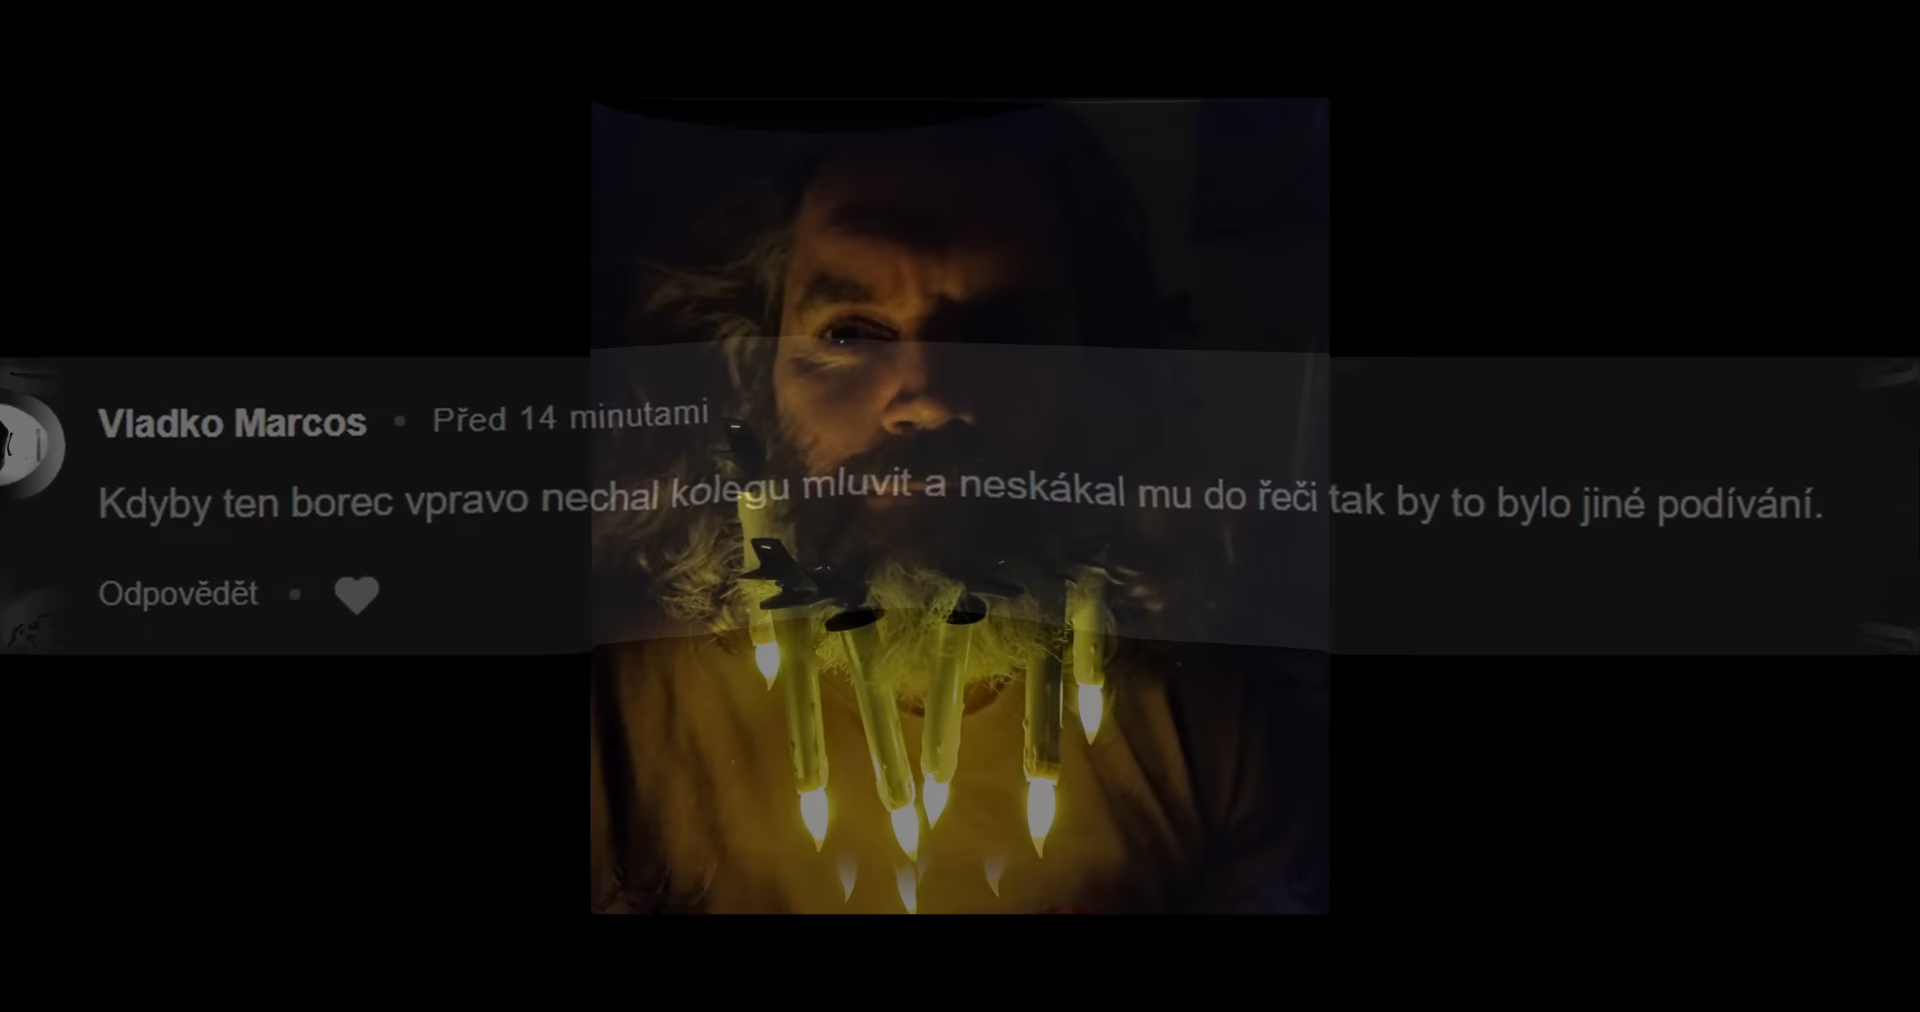 Vladko Marcos • Před 14 minutami
Kdyby ten borec vpravo nechal kolegu mluvit a neskákal mu do řeči tak by to bylo jiné podívání.
Odpovědět •